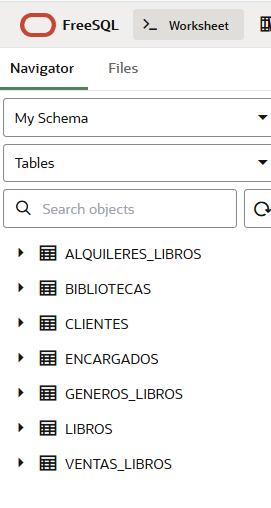 FreeSQL
Worksheet
Navigator
Files
My Schema
Tables
Search objects
ALQUILERES_LIBROS
BIBLIOTECAS
CLIENTES
ENCARGADOS
GENEROS_LIBROS
LIBROS
VENTAS_LIBROS